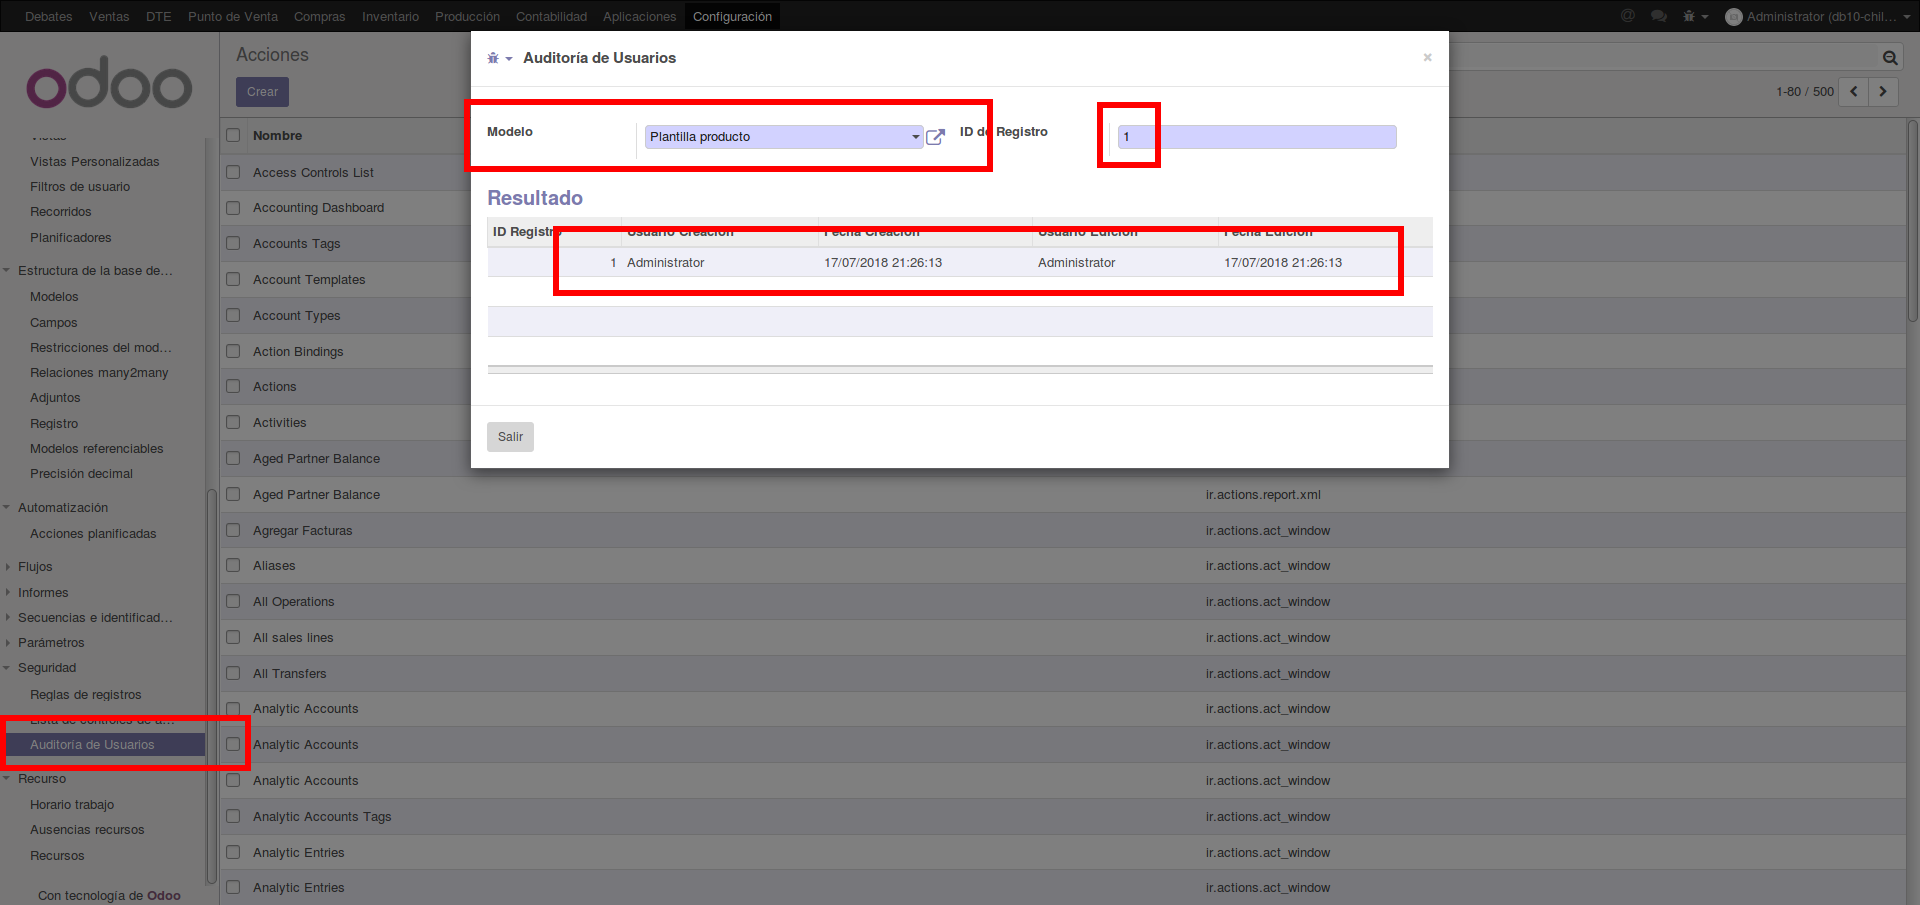 Debates Ventas DTE Punto de Venta Compras Inventario Producción Contabilidad Aplicaciones Configuración
@ Administrator (db10-chil...
odoo
Vistas Personalizadas
Filtros de usuario
Recorridos
Planificadores
Estructura de la base de...
Modelos
Campos
Restricciones del mod...
Relaciones many2many
Adjuntos
Registro
Modelos referenciables
Precisión decimal
Automatización
Acciones planificadas
Flujos
Informes
Secuencias e identificad...
Parámetros
Seguridad
Reglas de registros
Lista de controles de a...
Auditoría de Usuarios
Recurso
Horario trabajo
Ausencias recursos
Recursos
Con tecnología de Odoo
Acciones
Crear
1-80 / 500
Nombre
Access Controls List
Accounting Dashboard
Accounts Tags
Account Templates
Account Types
Action Bindings
Actions
Activities
Aged Partner Balance
Aged Partner Balance ir.actions.report.xml
Agregar Facturas ir.actions.act_window
Aliases ir.actions.act_window
All Operations ir.actions.act_window
All sales lines ir.actions.act_window
All Transfers ir.actions.act_window
Analytic Accounts ir.actions.act_window
Analytic Accounts ir.actions.act_window
Analytic Accounts ir.actions.act_window
Analytic Accounts Tags ir.actions.act_window
Analytic Entries ir.actions.act_window
Analytic Entries ir.actions.act_window
Auditoría de Usuarios ×
Modelo Plantilla producto ID de Registro 1
Resultado
ID Registro Usuario Creación Fecha Creación Usuario Edición Fecha Edición
1 Administrator 17/07/2018 21:26:13 Administrator 17/07/2018 21:26:13
Salir